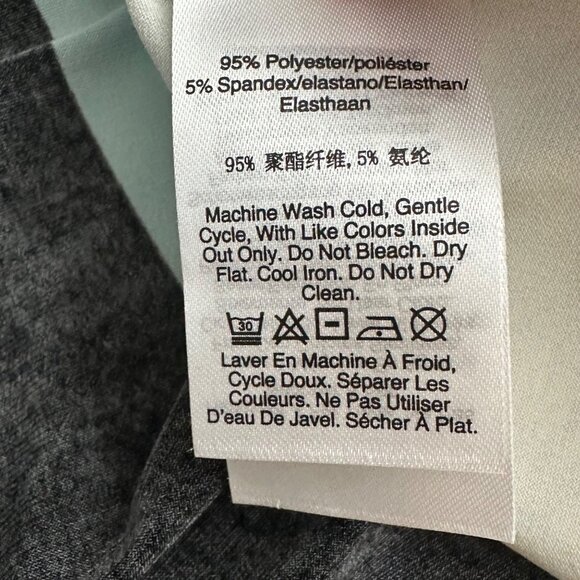 95% Polyester/poliéster
5% Spandex/elastano/Elasthan/
Elasthaan
95% 聚酯纤维, 5% 氨纶
Machine Wash Cold, Gentle
Cycle, With Like Colors Inside
Out Only. Do Not Bleach. Dry
Flat. Cool Iron. Do Not Dry
Clean.
30
Laver En Machine À Froid,
Cycle Doux. Séparer Les
Couleurs. Ne Pas Utiliser
D'eau De Javel. Sécher À Plat.